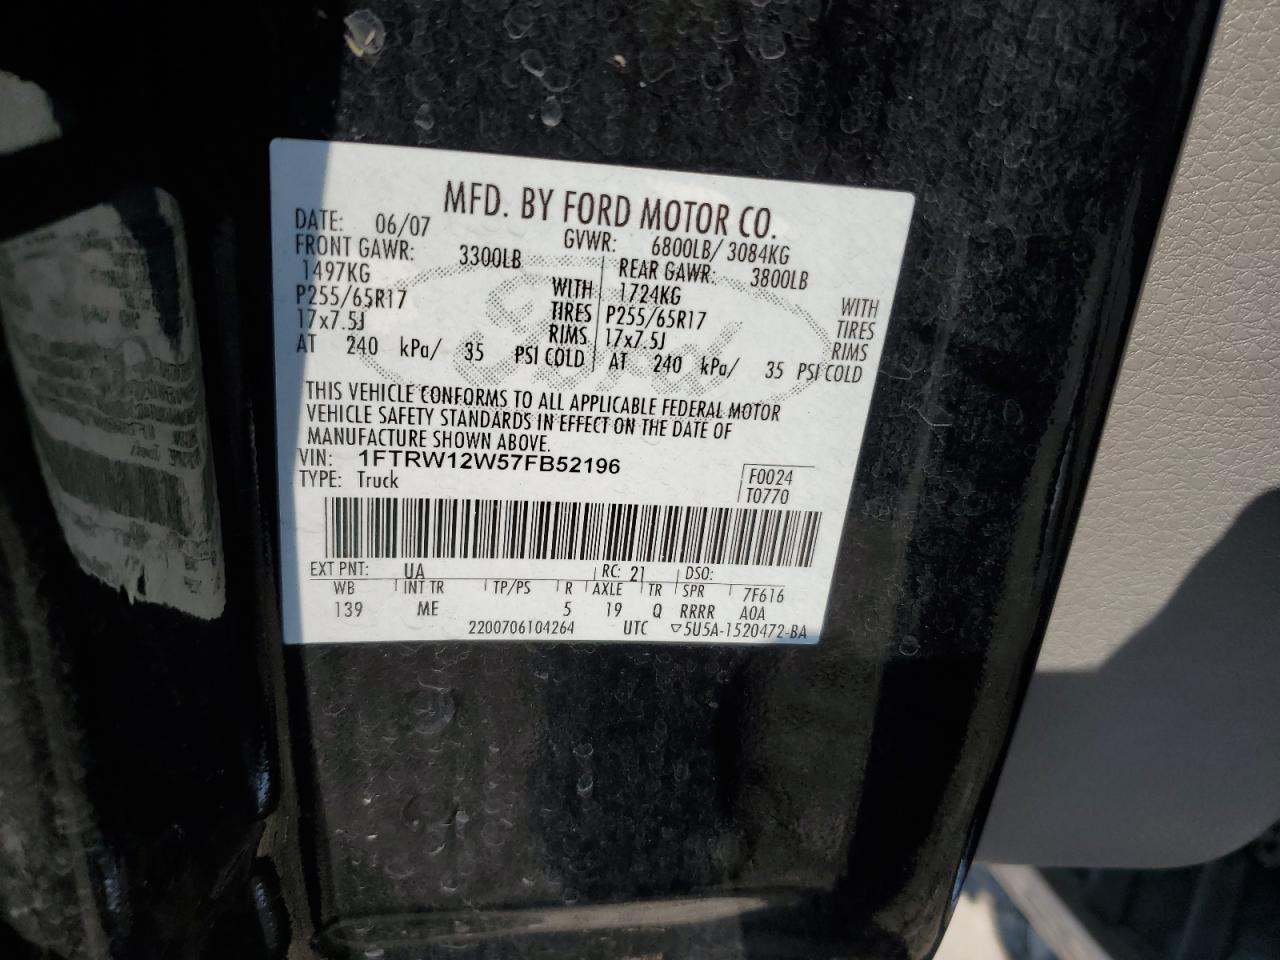 MFD. BY FORD MOTOR CO.
DATE: 06/07 GVWR: 6800LB/ 3084KG
FRONT GAWR: 3300LB REAR GAWR: 3800LB
1497KG WITH 1724KG WITH
P255/65R17 TIRES P255/65R17 TIRES
17x7.5J RIMS 17x7.5J RIMS
AT 240 kPa/ 35 PSI COLD AT 240 kPa/ 35 PSI COLD
Ford
THIS VEHICLE CONFORMS TO ALL APPLICABLE FEDERAL MOTOR
VEHICLE SAFETY STANDARDS IN EFFECT ON THE DATE OF
MANUFACTURE SHOWN ABOVE.
VIN: 1FTRW12W57FB52196
TYPE: Truck
F0024
T0770
EXT PNT: UA RC: 21 DSO:
WB INT TR TP/PS R AXLE TR SPR 7F616
139 ME 5 19 Q RRRR A0A
2200706104264 UTC ▽5U5A-1520472-BA